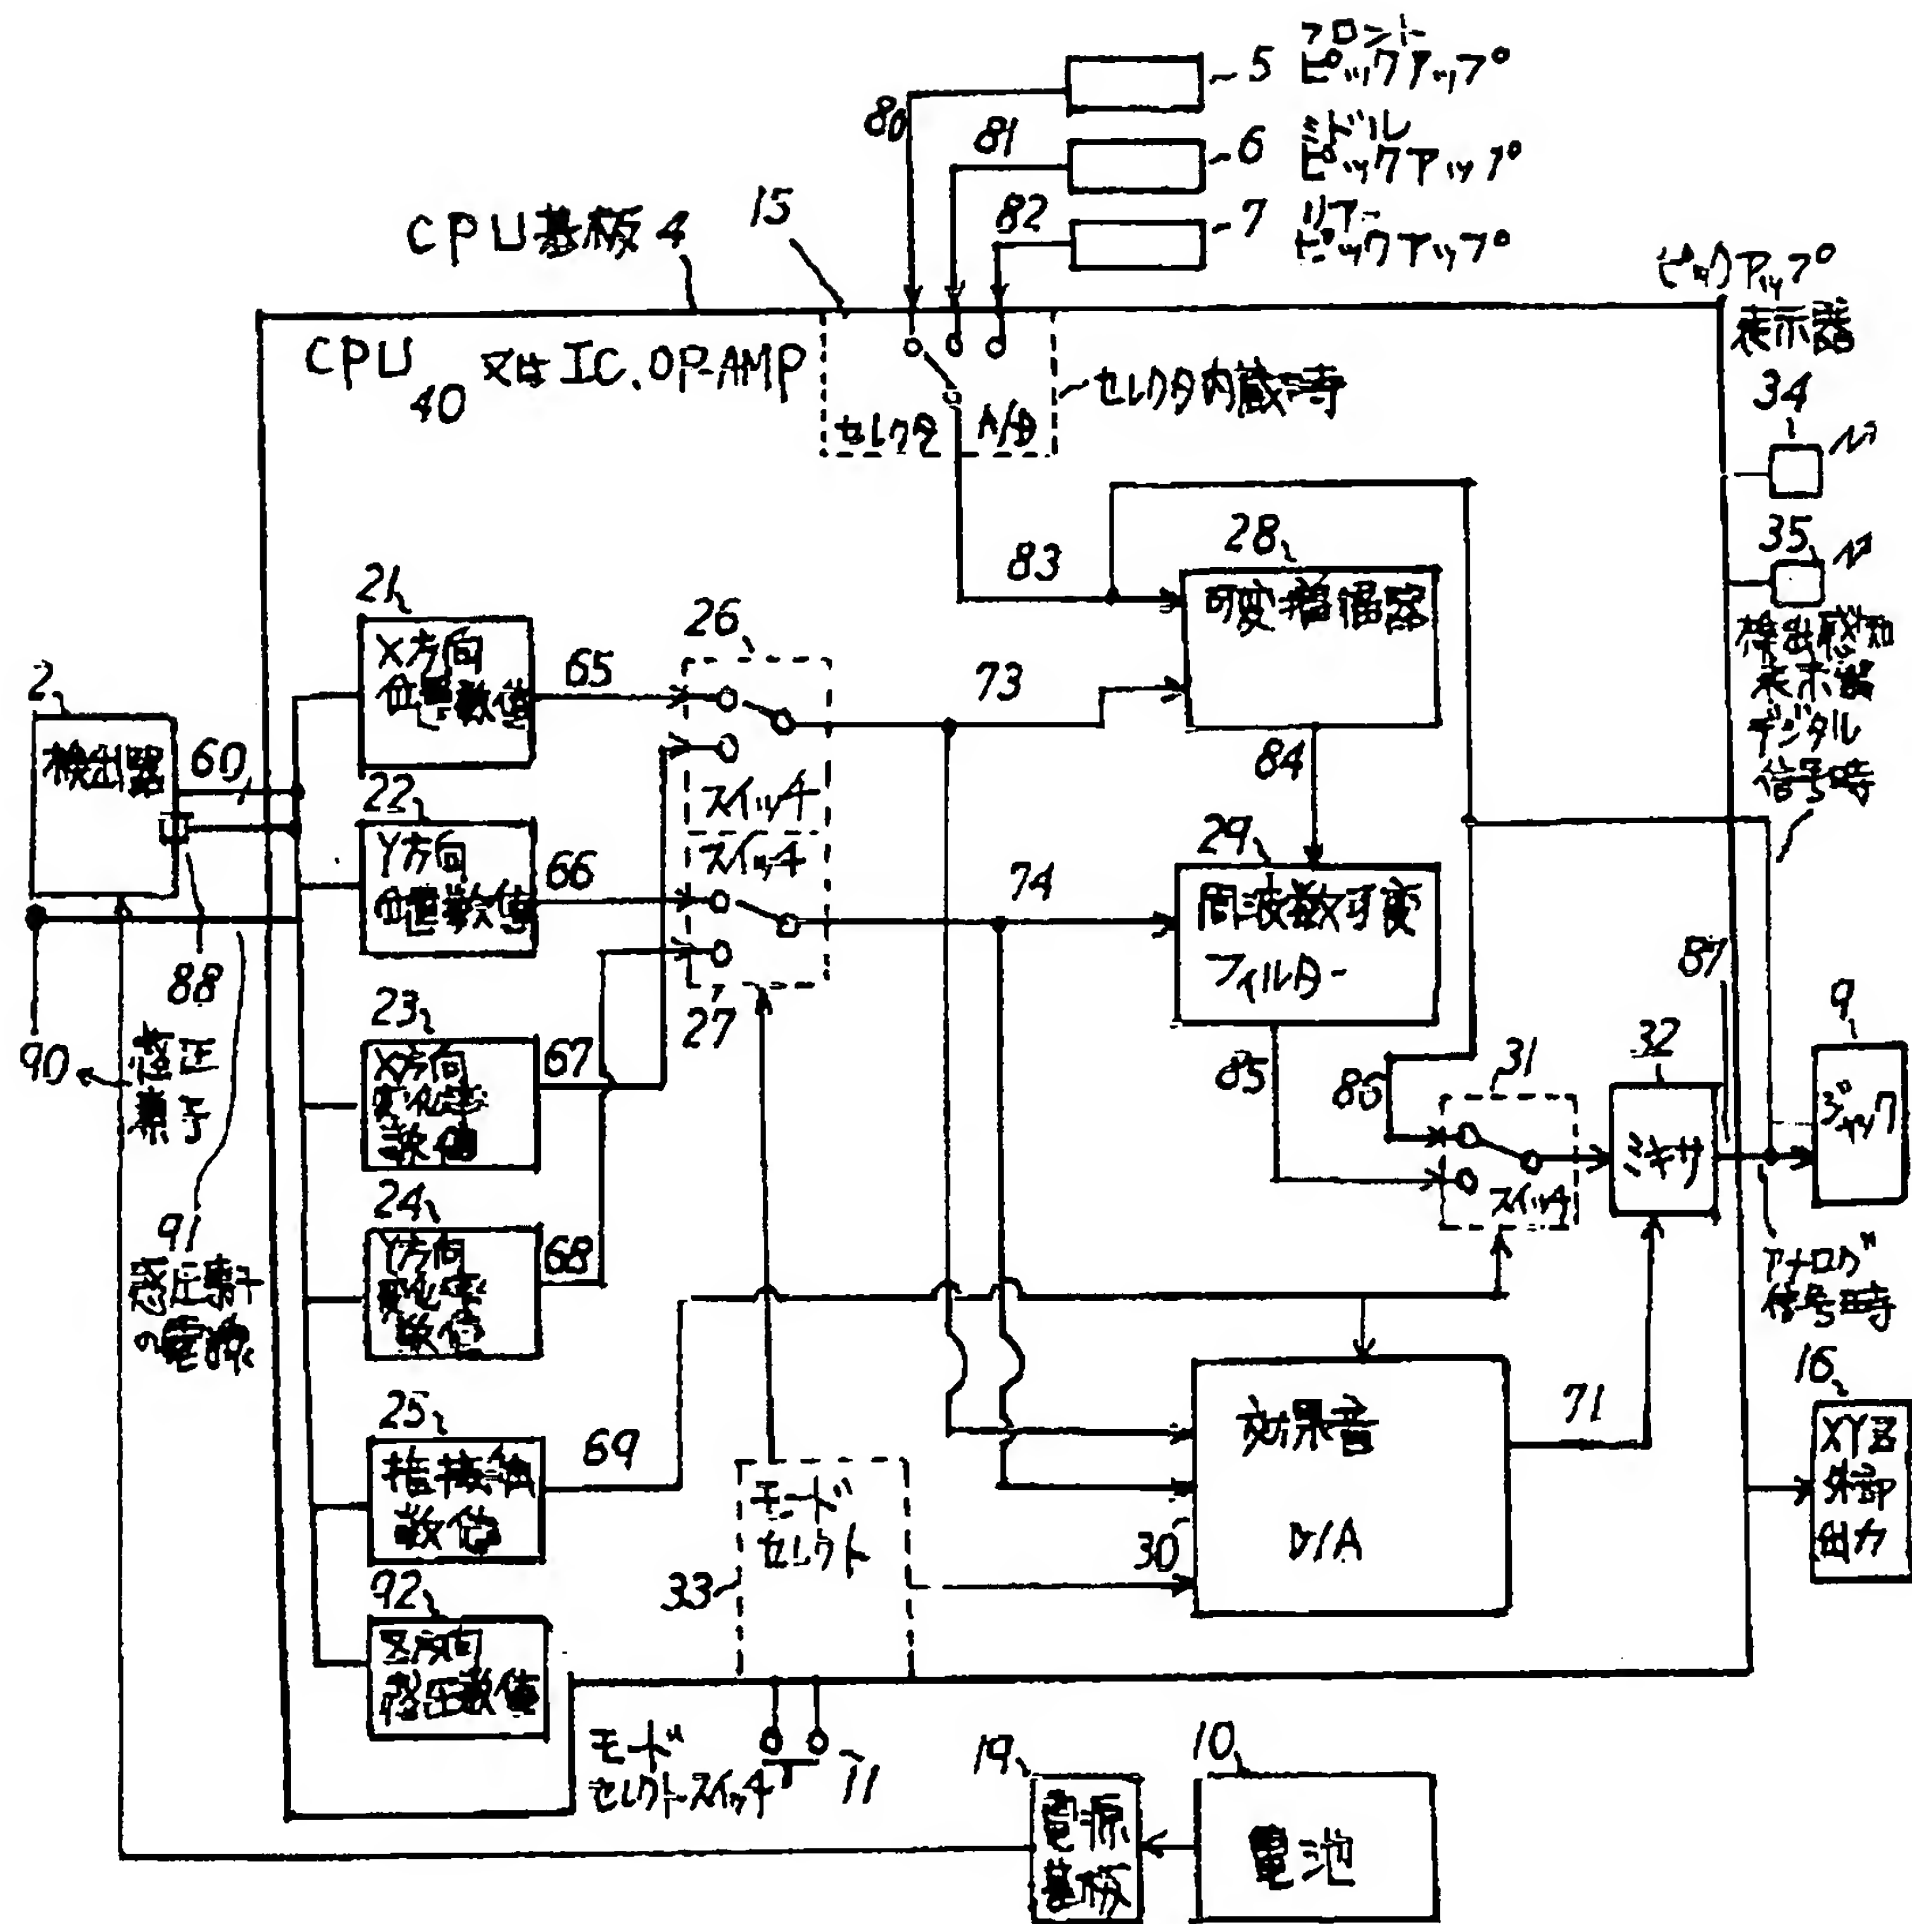 5 フロント
ピックアップ
80
81
6 ミドル
ピックアップ
82
7 リアー
ピックアップ
CPU基板 4
15
ピックアップ
表示器
34
CPU
40
又は IC.OP-AMP
セレクタ A/D
セレクタ内蔵時
35
検出感知
表示器
デジタル
信号時
83
28
可変増幅器
21
X方向
位置数値
65
26
73
2
検出器
60
84
スイッチ
スイッチ
22
Y方向
位置数値
66
74
29
周波数可変
フィルター
88
27
87
9
ジャック
90
感圧
素子
23
X方向
変化率
数値
67
85
86
31
スイッチ
32
ミキサ
24
Y方向
変化率
数値
68
91
感圧素子
の電線
アナログ
信号時
25
指接触
数値
69
71
16
XYZ
外部
出力
効果音
D/A
30
モード
セレクト
33
92
Z方向
感圧数値
モード
セレクトスイッチ
11
19
電源
基板
10
電池